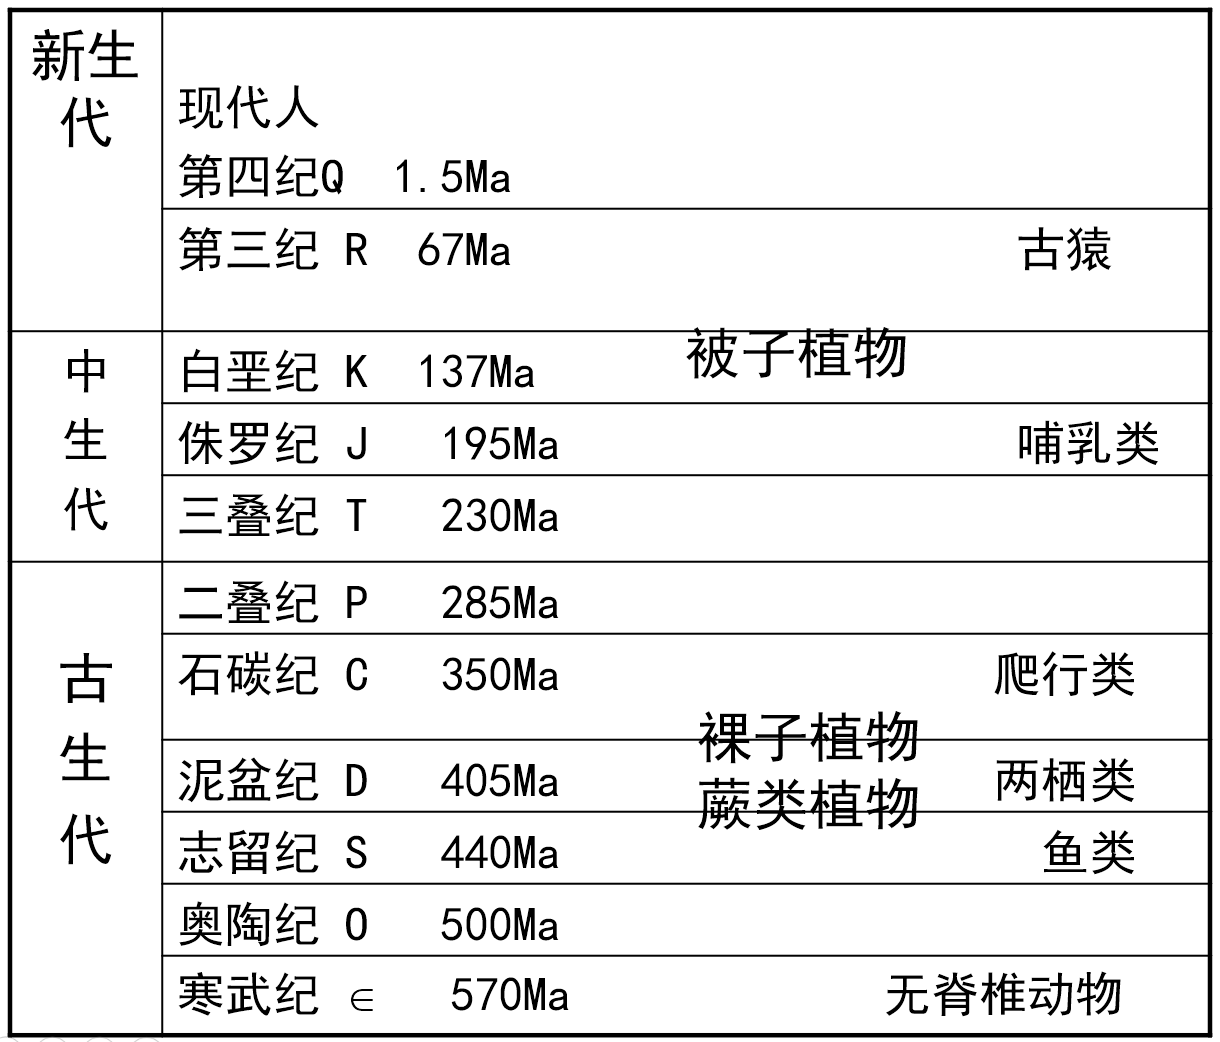 新生
代
现代人
第四纪Q 1.5Ma
第三纪 R 67Ma 古猿
被子植物
中
生
代
白垩纪 K 137Ma
侏罗纪 J 195Ma 哺乳类
三叠纪 T 230Ma
古
生
代
二叠纪 P 285Ma
石碳纪 C 350Ma 爬行类
裸子植物
泥盆纪 D 405Ma 两栖类
蕨类植物
志留纪 S 440Ma 鱼类
奥陶纪 O 500Ma
寒武纪 ∈ 570Ma 无脊椎动物